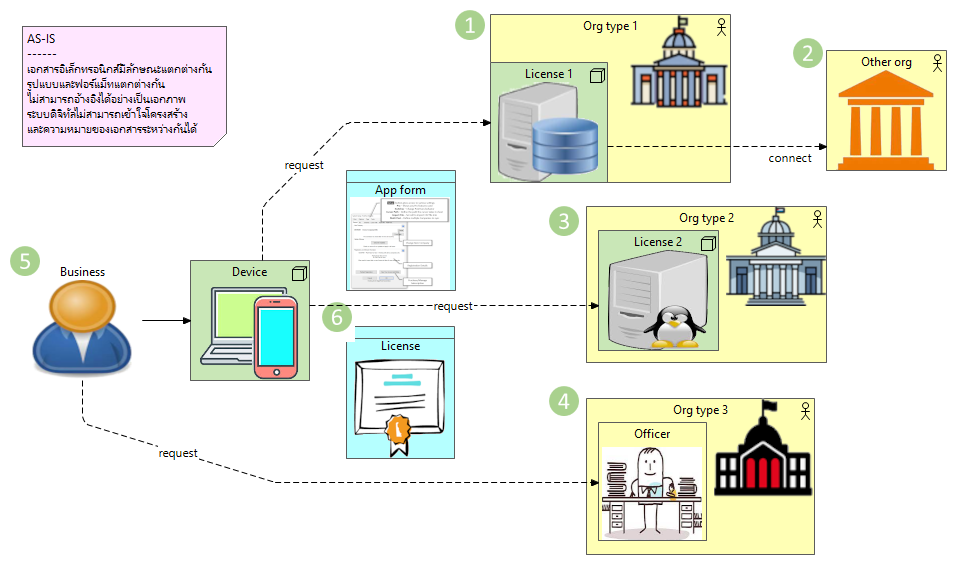 AS-IS
------
เอกสารอิเล็กทรอนิกส์มีลักษณะแตกต่างกัน
รูปแบบและฟอร์แม็ทแตกต่างกัน
ไม่สามารถอ้างอิงได้อย่างเป็นเอกภาพ
ระบบดิจิทัลไม่สามารถเข้าใจโครงสร้าง
และความหมายของเอกสารระหว่างกันได้
1
Org type 1
License 1
2
Other org
connect
request
App form
3
Org type 2
License 2
5
Business
Device
request
6
License
4
Org type 3
Officer
request